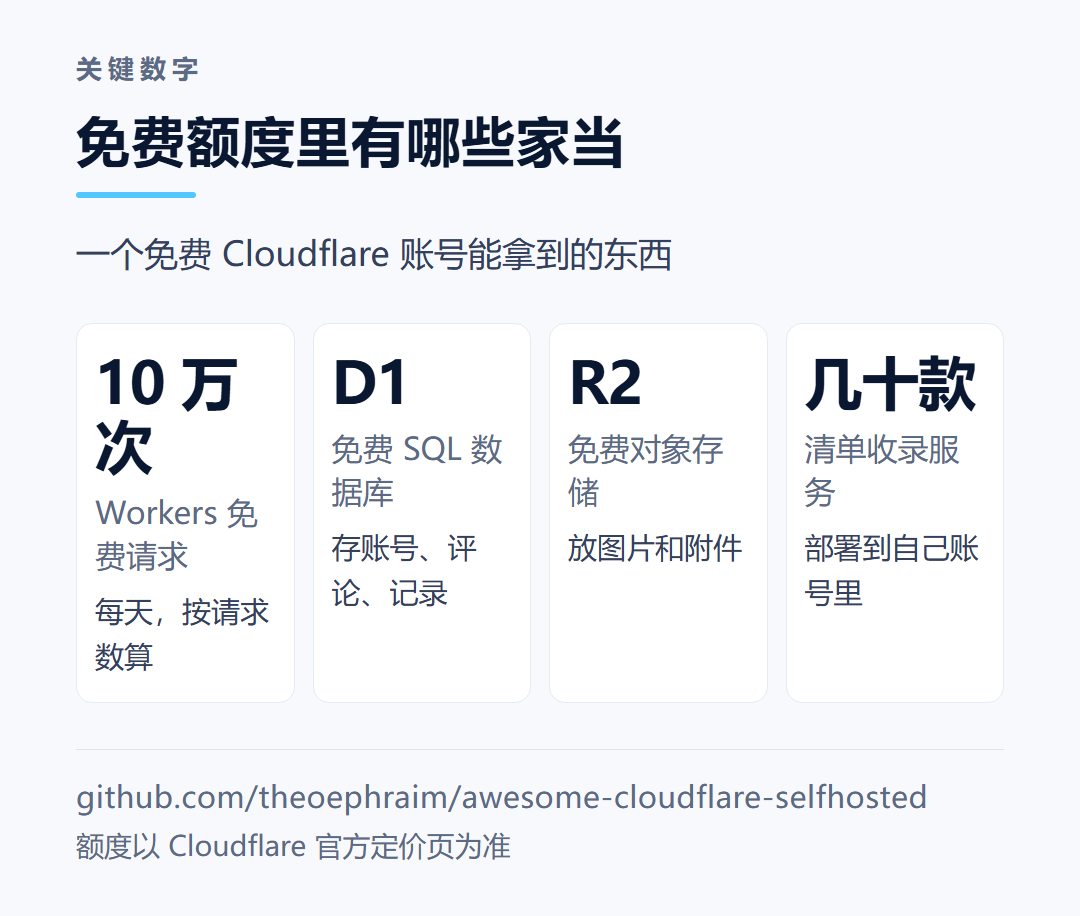 关键数字
免费额度里有哪些家当
一个免费 Cloudflare 账号能拿到的东西
10 万
次
Workers 免
费请求
每天，按请求
数算
D1
免费 SQL 数
据库
存账号、评
论、记录
R2
免费对象存
储
放图片和附件
几十款
清单收录服
务
部署到自己账
号里
github.com/theoephraim/awesome-cloudflare-selfhosted
额度以 Cloudflare 官方定价页为准